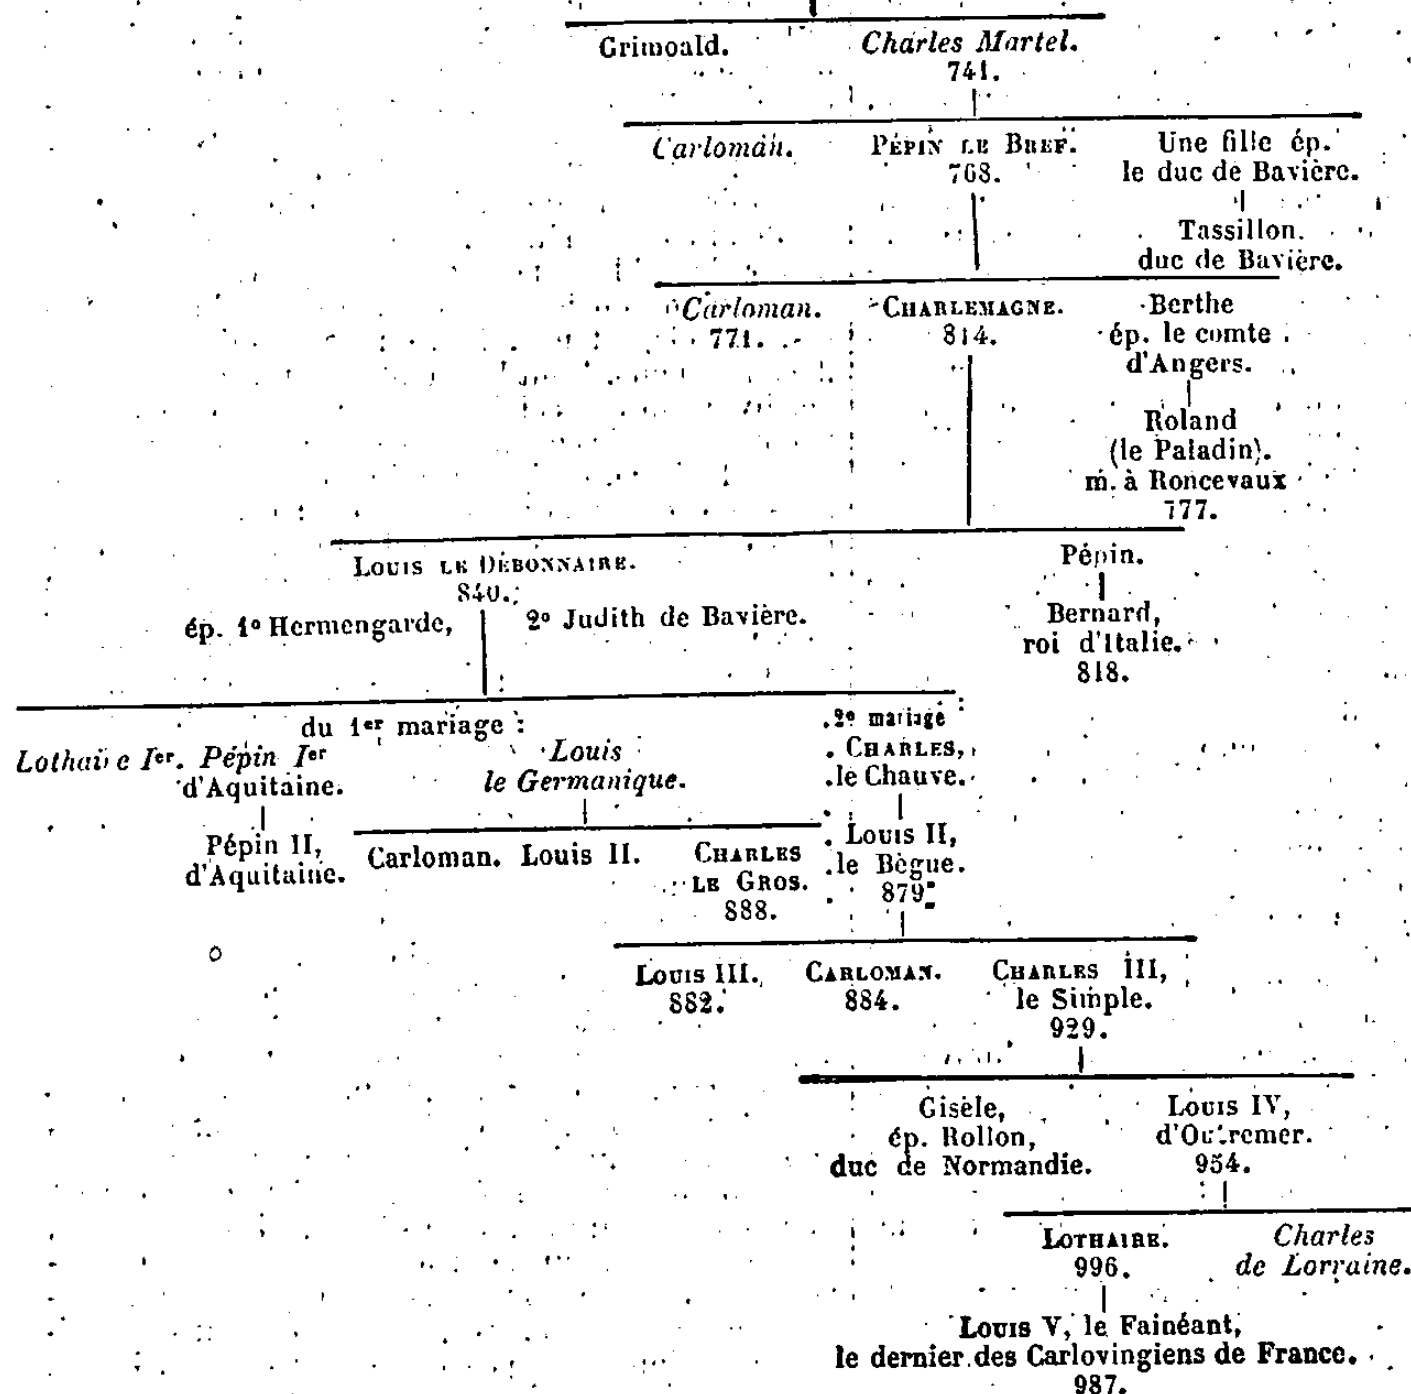 Grimoald. Charles Martel.
741.
Carloman. PÉPIN LE BREF. Une fille ép.
768. le duc de Bavière.
Tassillon.
duc de Bavière.
Carloman. CHARLEMAGNE. Berthe
771. 814. ép. le comte
d'Angers.
Roland
(le Paladin).
m. à Roncevaux
777.
LOUIS LE DÉBONNAIRE. Pépin.
840.
ép. 1º Hermengarde, 2º Judith de Bavière. Bernard,
roi d'Italie.
818.
du 1er mariage : 2e mariage
Lothaire Ier. Pépin Ier Louis CHARLES,
d'Aquitaine. le Germanique. le Chauve.
Pépin II, Carloman. Louis II. CHARLES LOUIS II,
d'Aquitaine. LE GROS. le Bègue.
888. 879.
LOUIS III. CARLOMAN. CHARLES III,
882. 884. le Simple.
929.
Gisèle, LOUIS IV,
ép. Rollon, d'Outremer.
duc de Normandie. 954.
LOTHAIRE. Charles
996. de Lorraine.
LOUIS V, le Fainéant,
le dernier des Carlovingiens de France.
987.